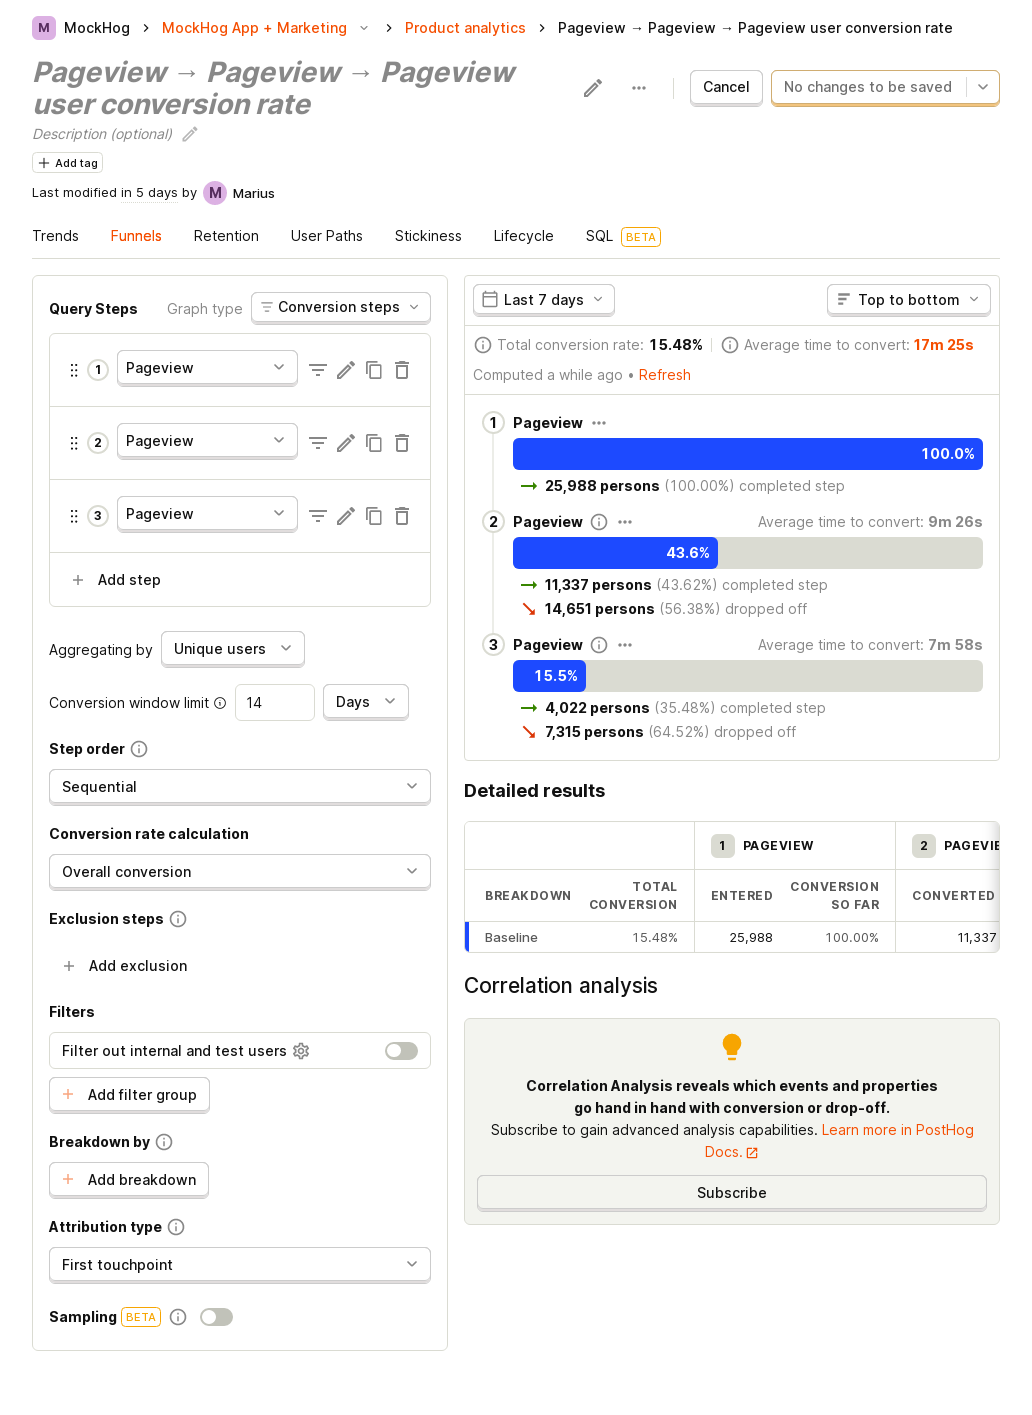 M MockHog > MockHog App + Marketing > Product analytics > Pageview → Pageview → Pageview user conversion rate
Pageview → Pageview → Pageview
user conversion rate
Cancel
No changes to be saved
Description (optional)
Add tag
Last modified in 5 days by M Marius
Trends Funnels Retention User Paths Stickiness Lifecycle SQL BETA
Query Steps Graph type Conversion steps
1 Pageview
2 Pageview
3 Pageview
+ Add step
Aggregating by Unique users
Conversion window limit 14 Days
Step order
Sequential
Conversion rate calculation
Overall conversion
Exclusion steps
+ Add exclusion
Filters
Filter out internal and test users
+ Add filter group
Breakdown by
+ Add breakdown
Attribution type
First touchpoint
Sampling BETA
Last 7 days Top to bottom
Total conversion rate: 15.48% Average time to convert: 17m 25s
Computed a while ago • Refresh
1 Pageview
100.0%
→ 25,988 persons (100.00%) completed step
2 Pageview Average time to convert: 9m 26s
43.6%
→ 11,337 persons (43.62%) completed step
↘ 14,651 persons (56.38%) dropped off
3 Pageview Average time to convert: 7m 58s
15.5%
→ 4,022 persons (35.48%) completed step
↘ 7,315 persons (64.52%) dropped off
Detailed results
1 PAGEVIEW 2 PAGEVIE
BREAKDOWN TOTAL CONVERSION ENTERED CONVERSION SO FAR CONVERTED
Baseline 15.48% 25,988 100.00% 11,337
Correlation analysis
Correlation Analysis reveals which events and properties
go hand in hand with conversion or drop-off.
Subscribe to gain advanced analysis capabilities. Learn more in PostHog
Docs.
Subscribe